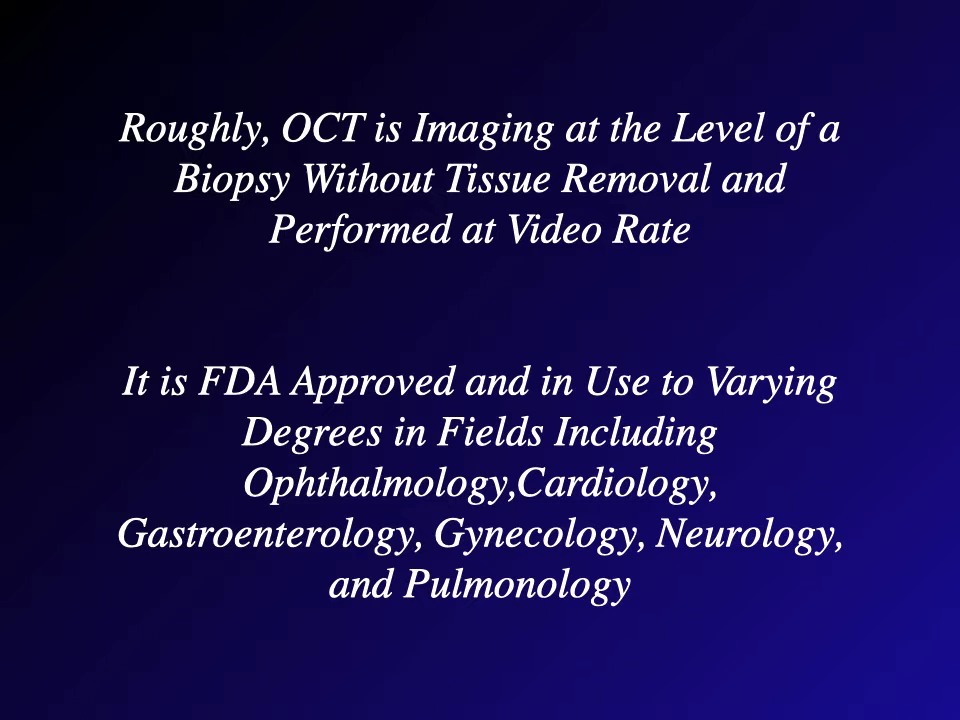 Roughly, OCT is Imaging at the Level of a
Biopsy Without Tissue Removal and
Performed at Video Rate
It is FDA Approved and in Use to Varying
Degrees in Fields Including
Ophthalmology,Cardiology,
Gastroenterology, Gynecology, Neurology,
and Pulmonology